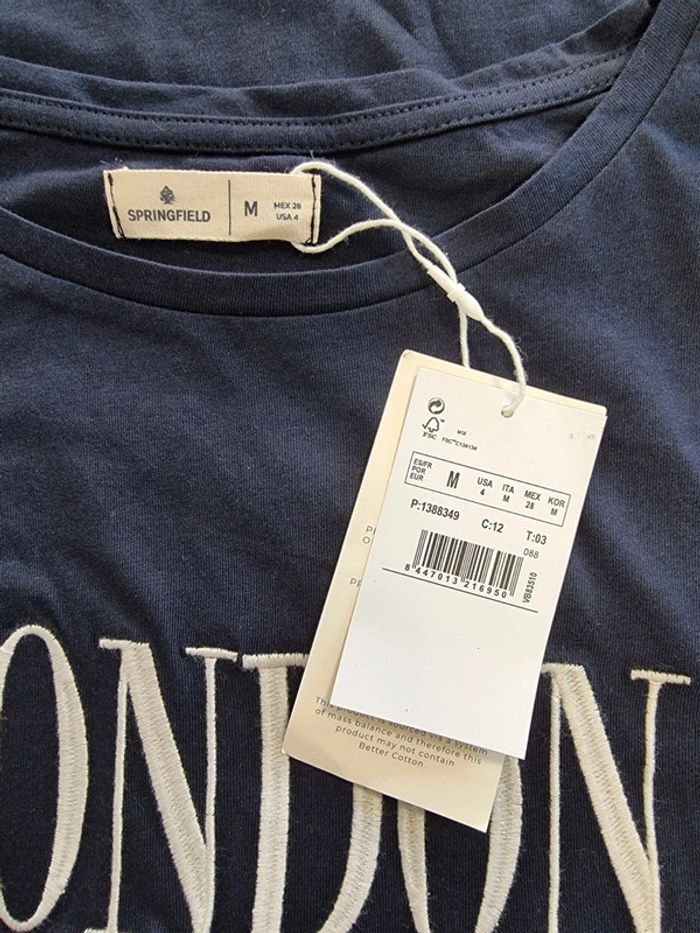 SPRINGFIELD
M
MEX 28
USA 4
MIX
FSC
FSC™C134134
ES/FR
POR
EUR
M
USA
4
ITA
M
MEX
28
KOR
M
P:1388349 C:12 T:03
088
8 447013 216950
VB83510
This product is sourced via a system
of mass balance and therefore this
product may not contain
Better Cotton.
ONDON